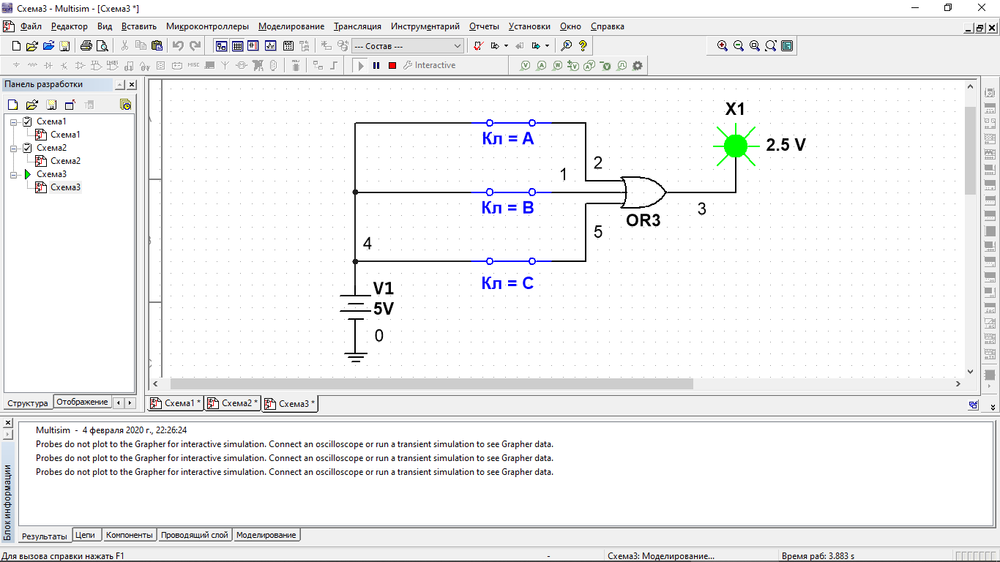 Схема3 - Multisim - [Схема3 *]
Файл Редактор Вид Вставить Микроконтроллеры Моделирование Трансляция Инструментарий Отчеты Установки Окно Справка
--- Состав ---
Interactive
Панель разработки
Схема1
Схема1
Схема2
Схема2
Схема3
Схема3
Структура Отображение
X1
2.5 V
Кл = A
2
1
Кл = B
OR3
3
5
4
Кл = C
V1
5V
0
Схема1 * Схема2 * Схема3 *
Multisim - 4 февраля 2020 г., 22:26:24
Probes do not plot to the Grapher for interactive simulation. Connect an oscilloscope or run a transient simulation to see Grapher data.
Probes do not plot to the Grapher for interactive simulation. Connect an oscilloscope or run a transient simulation to see Grapher data.
Probes do not plot to the Grapher for interactive simulation. Connect an oscilloscope or run a transient simulation to see Grapher data.
Блок информации
Результаты Цепи Компоненты Проводящий слой Моделирование
Для вызова справки нажать F1 - Схема3: Моделирование... Время раб: 3.883 s